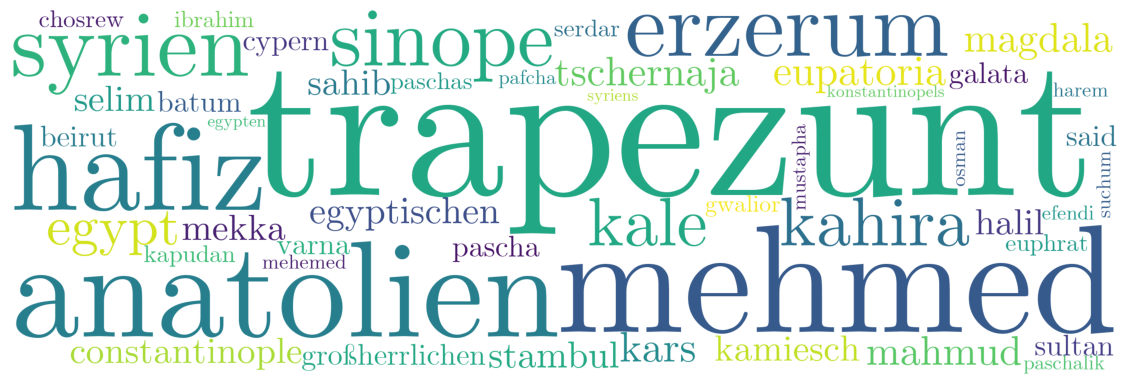 chosrew ibrahim serdar erzerum magdala
syrien cypern sinope
sahib paschas pafcha tschernaja eupatoria galata
selim batum syriens konstantinopels harem
egypten trapezunt
beirut hafiz mustapha osman said suchun
egypt mekka egyptischen kale gwalior kahira halil efendi
kapudan varna mehemed pascha euphrat
anatolien mehmed
constantinople großherrlichen stambul kars kamiesch mahmud sultan
paschalik